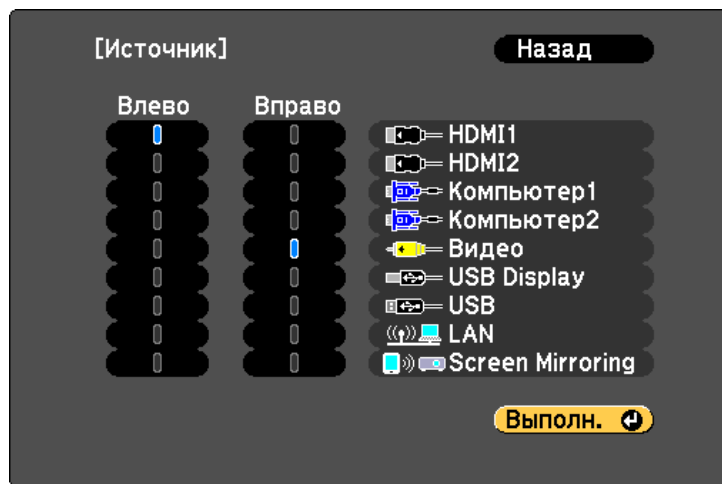 [Источник]
Назад
Влево Вправо
HDMI1
HDMI2
Компьютер1
Компьютер2
Видео
USB Display
USB
LAN
Screen Mirroring
Выполн.